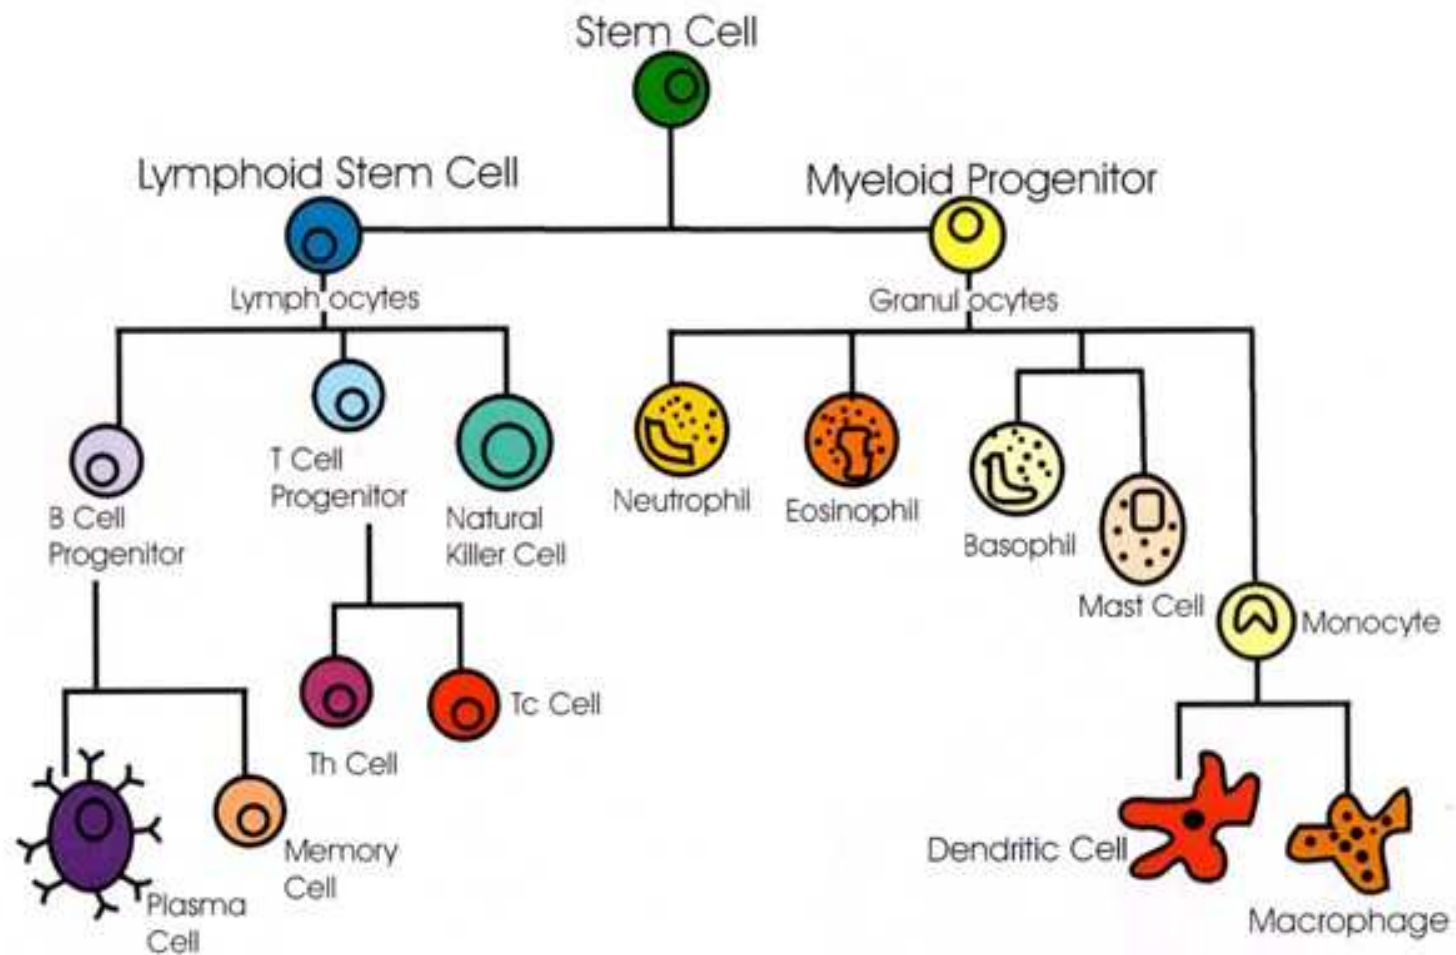 Stem Cell
Lymphoid Stem Cell
Myeloid Progenitor
Lymph ocytes
Granul ocytes
B Cell
Progenitor
T Cell
Progenitor
Natural
Killer Cell
Neutrophil
Eosinophil
Basophil
Mast Cell
Monocyte
Th Cell
Tc Cell
Plasma
Cell
Memory
Cell
Dendritic Cell
Macrophage